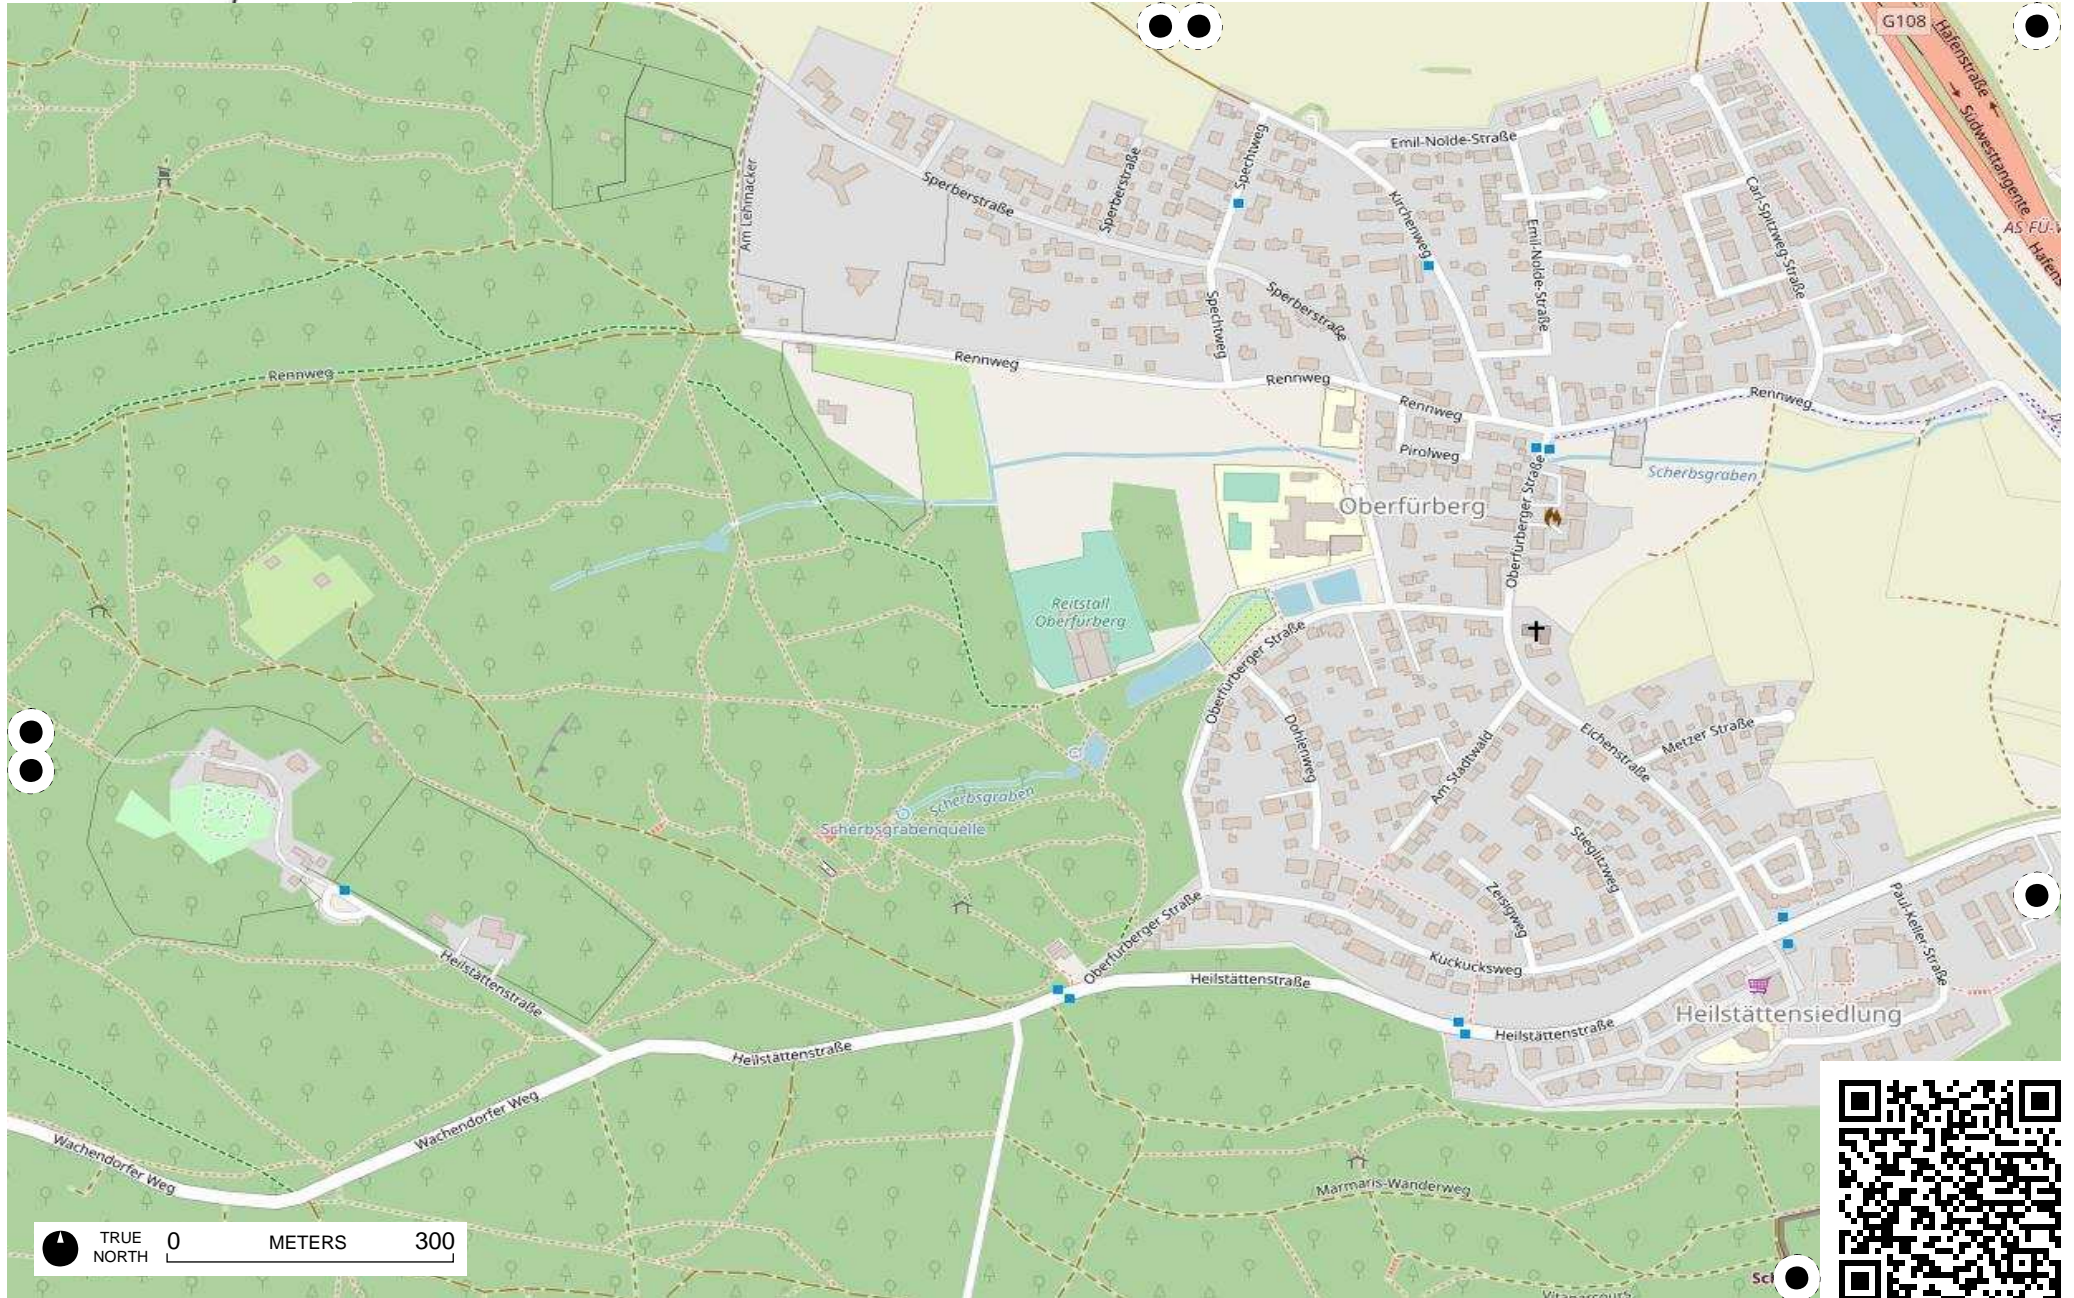 G108
Hafenstraße
Südwesttangente
Emil-Nolde-Straße
Spechtweg
Sperberstraße
Am Lehmacker
Sperberstraße
Kirchenweg
Carl-Spitzweg-Straße
Emil-Nolde-Straße
AS FÜ-
Hafens
Sperberstraße
Spechtweg
Rennweg
Rennweg
Rennweg
Rennweg
Rennweg
Pirolweg
Scherbsgraben
Oberfürberg
Oberfürberger Straße
Reitstall
Oberfürberg
Oberfürberger Straße
Dohlenweg
Am Stadtwald
Eichenstraße
Metzer Straße
Scherbsgraben
Scherbsgrabenquelle
Stieglitzweg
Zeisigweg
Paul-Keller-Straße
Oberfürberger Straße
Kuckucksweg
Heilstättenstraße
Heilstättenstraße
Heilstättensiedlung
Heilstättenstraße
Heilstättenstraße
Wachendorfer Weg
Wachendorfer Weg
Marmaris-Wanderweg
TRUE
NORTH
0 METERS 300
Vitaparcours